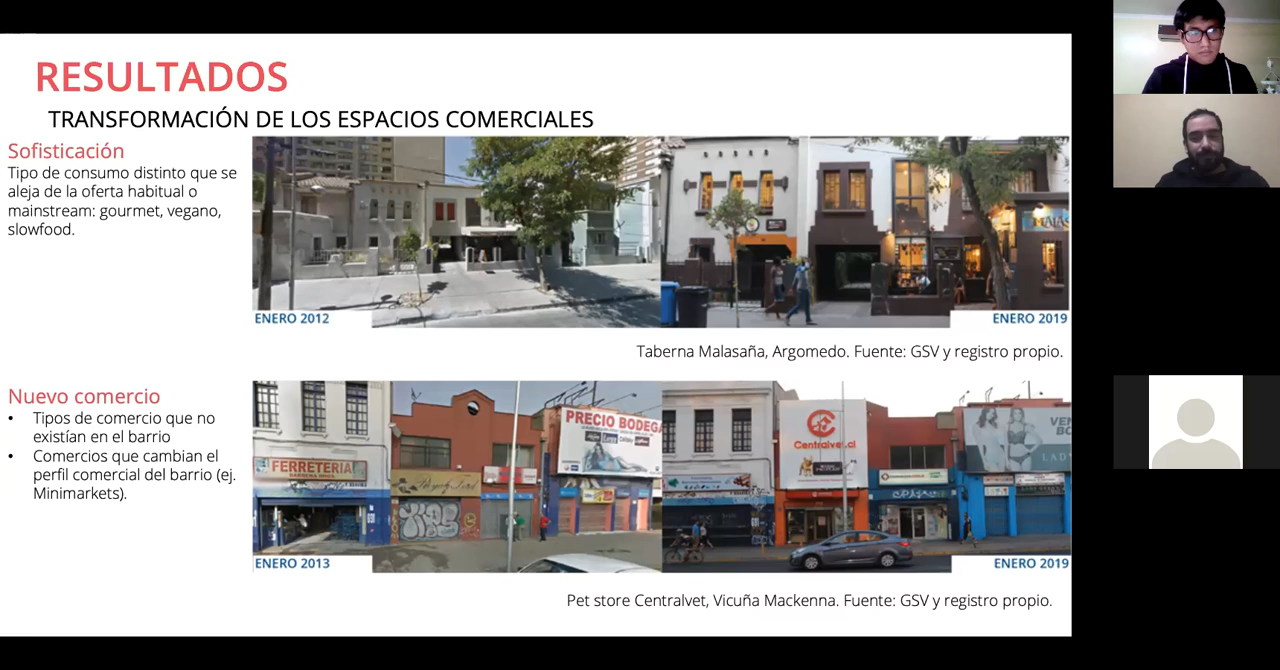 RESULTADOS
TRANSFORMACIÓN DE LOS ESPACIOS COMERCIALES
Sofisticación
Tipo de consumo distinto que se
aleja de la oferta habitual o
mainstream: gourmet, vegano,
slowfood.
ENERO 2012
ENERO 2019
Taberna Malasaña, Argomedo. Fuente: GSV y registro propio.
Nuevo comercio
• Tipos de comercio que no
existían en el barrio
• Comercios que cambian el
perfil comercial del barrio (ej.
Minimarkets).
FERRETERIA
PRECIO BODEGA
Centralvet.cl
ENERO 2013
ENERO 2019
Pet store Centralvet, Vicuña Mackenna. Fuente: GSV y registro propio.